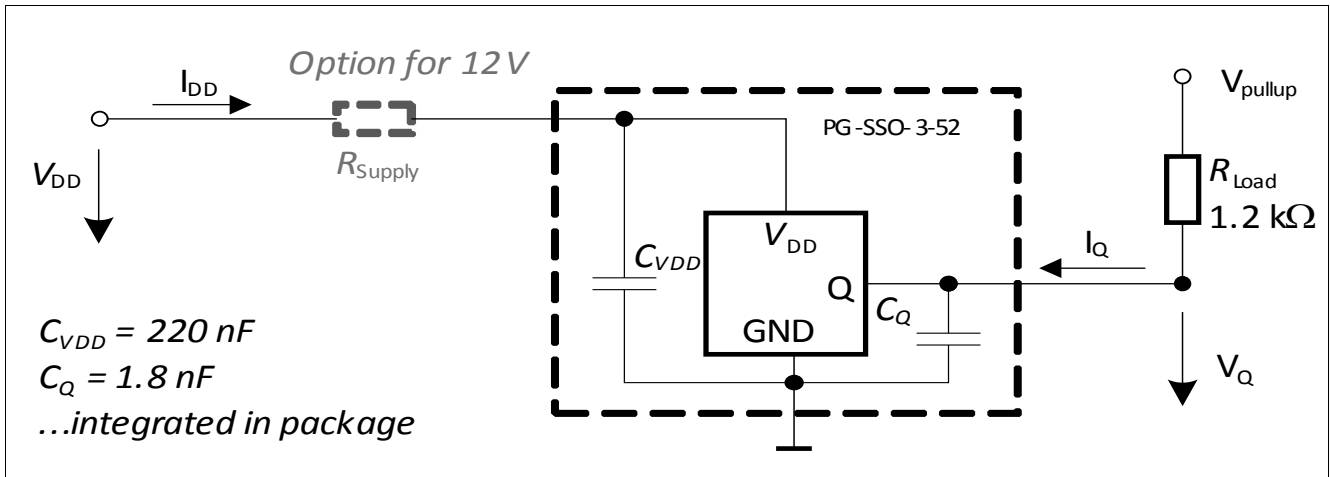 Option for 12V
I_DD
R_Supply
V_DD
PG-SSO-3-52
V_pullup
R_Load
1.2 kΩ
V_DD
C_VDD
Q
C_Q
GND
I_Q
V_Q
C_VDD = 220 nF
C_Q = 1.8 nF
...integrated in package